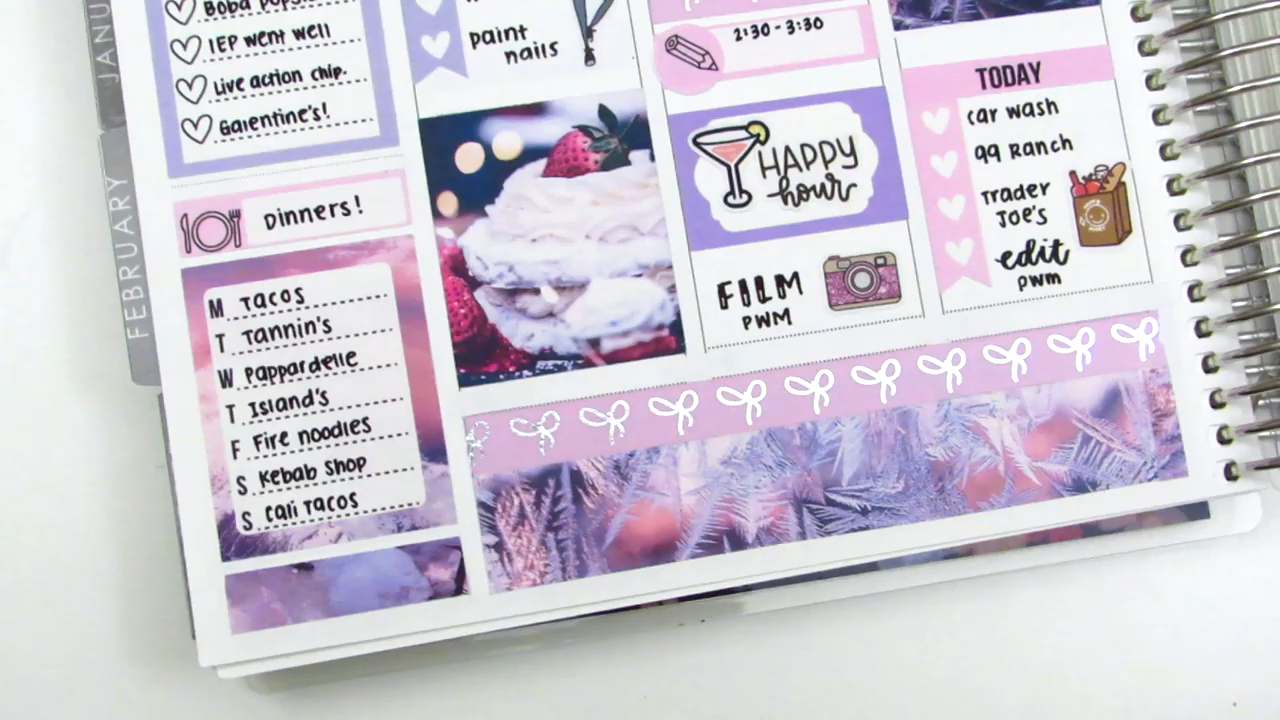 JANU
FEBRUARY
Boba
IEP went well
Live action chip.
Galentine's!
Dinners!
M Tacos
T Tannin's
W Pappardelle
T Island's
F Fire noodles
S Kebab Shop
S Cali Tacos
paint
nails
2:30-3:30
HAPPY
hour
FILM
PWM
TODAY
car wash
99 Ranch
Trader
Joe's
edit
PWM